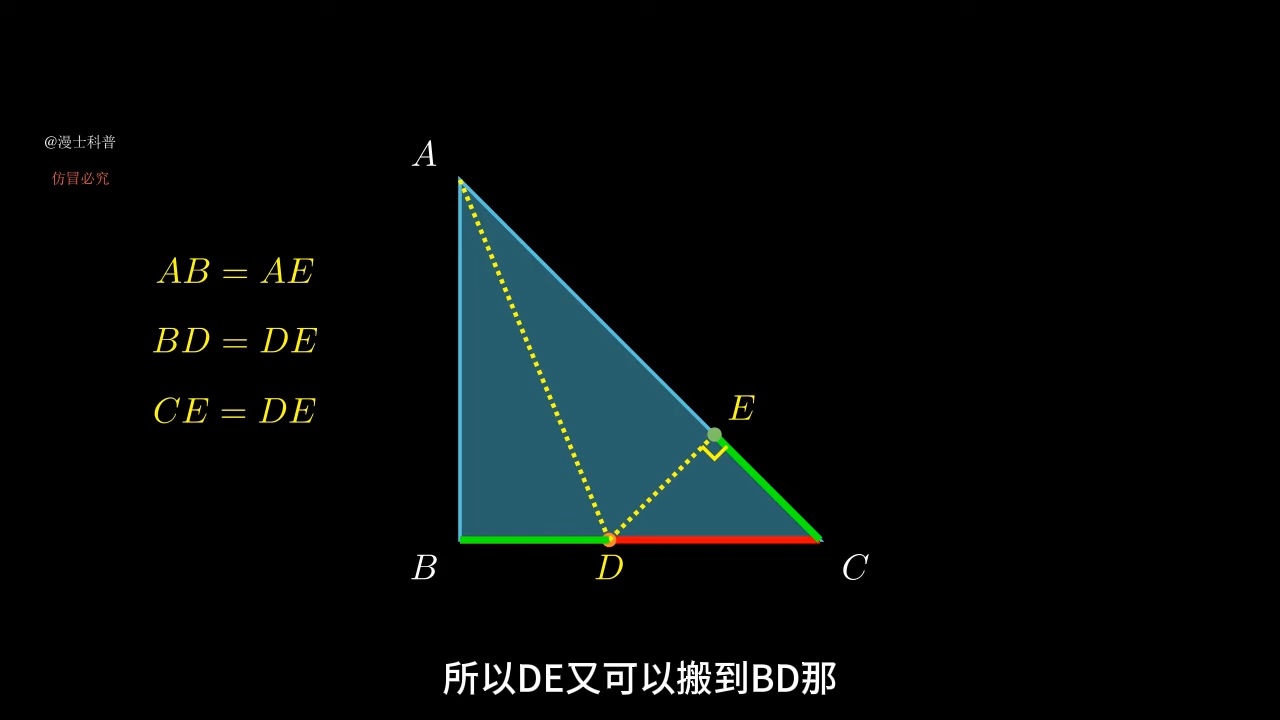 @漫士科普
仿冒必究
A
AB = AE
BD = DE
CE = DE
E
B
D
C
所以DE又可以搬到BD那